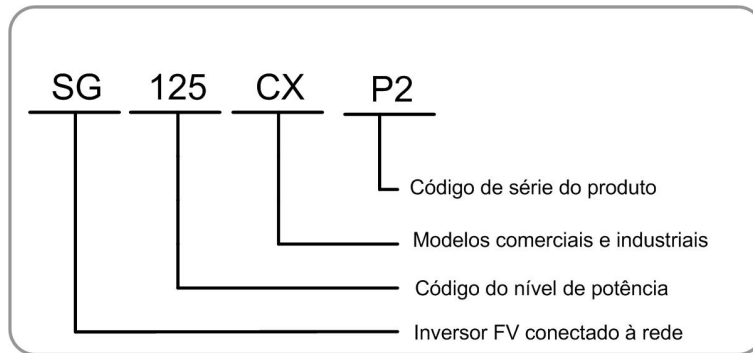 SG 125 CX P2
Código de série do produto
Modelos comerciais e industriais
Código do nível de potência
Inversor FV conectado à rede